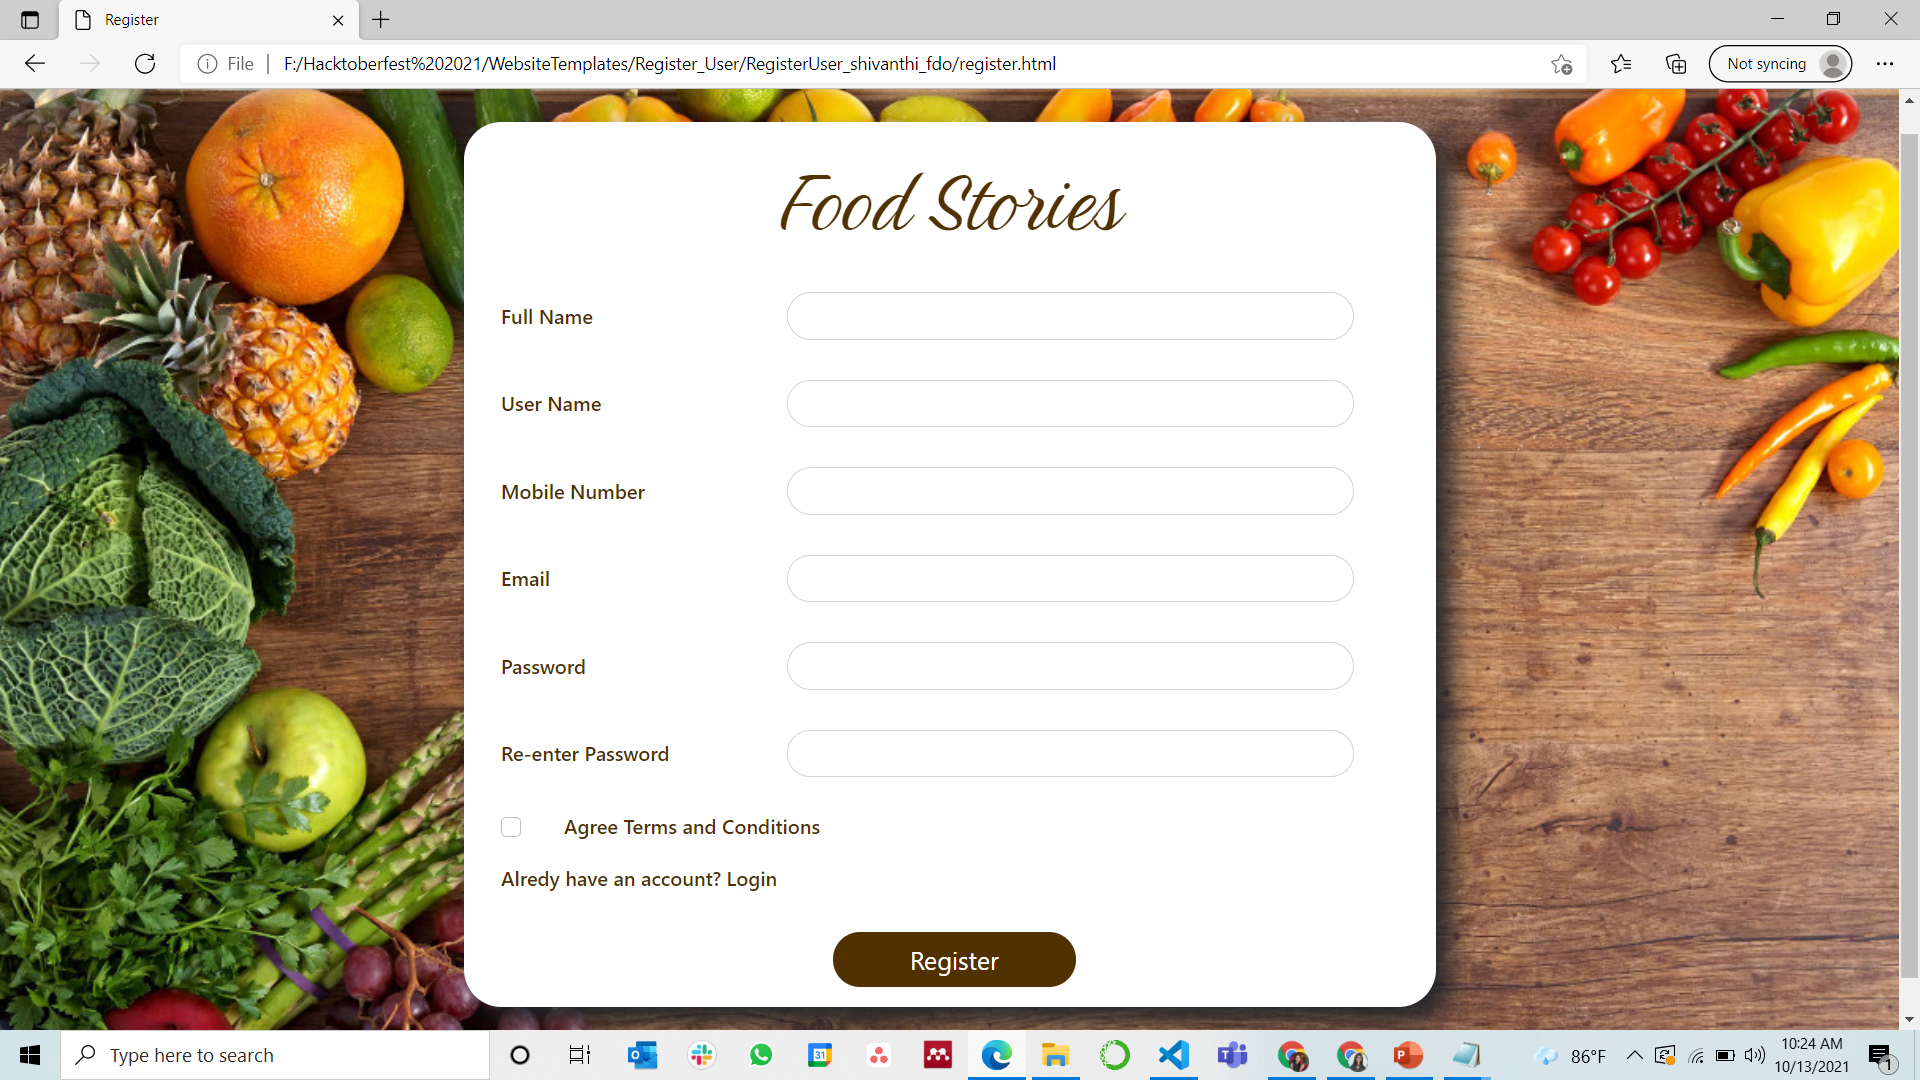 Register
File
F:/Hacktoberfest%202021/WebsiteTemplates/Register_User/RegisterUser_shivanthi_fdo/register.html
Not syncing
Food Stories
Full Name
User Name
Mobile Number
Email
Password
Re-enter Password
Agree Terms and Conditions
Alredy have an account? Login
Register
Type here to search
31
86°F
10:24 AM
10/13/2021
1